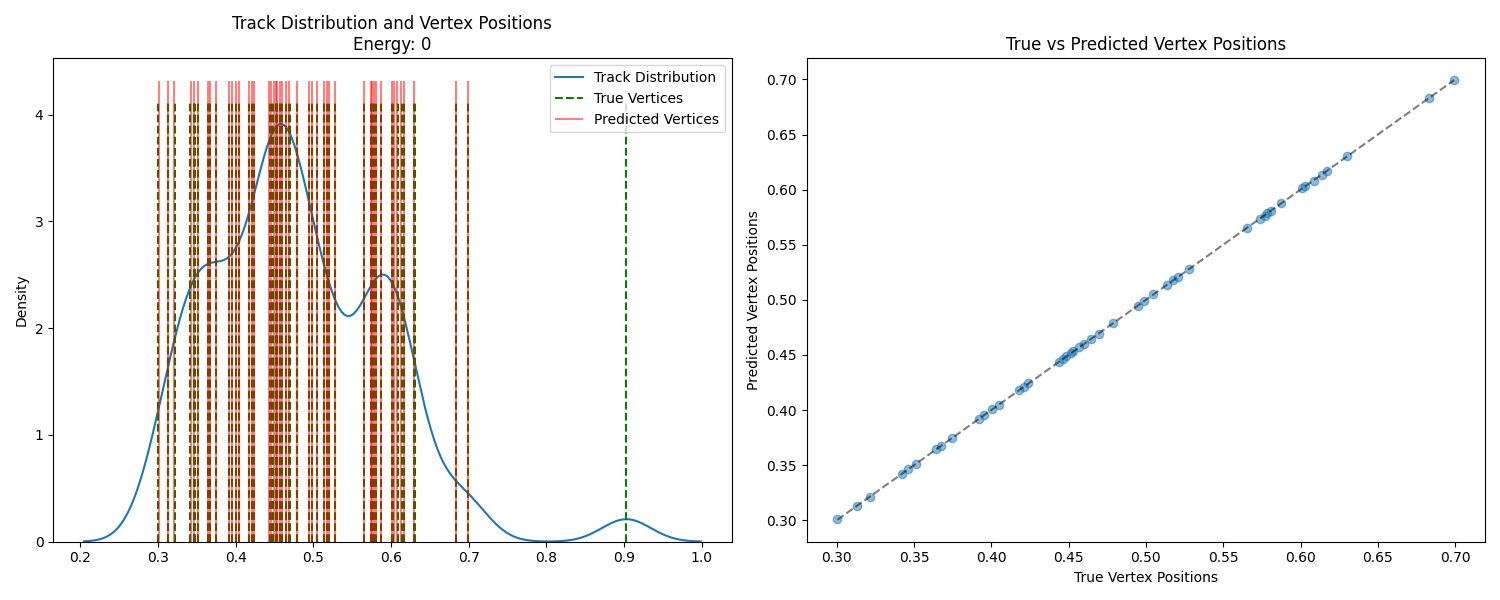 Track Distribution and Vertex Positions
Energy: 0
Track Distribution
True Vertices
Predicted Vertices
Density
4
3
2
1
0
0.2 0.3 0.4 0.5 0.6 0.7 0.8 0.9 1.0
True vs Predicted Vertex Positions
Predicted Vertex Positions
0.70
0.65
0.60
0.55
0.50
0.45
0.40
0.35
0.30
0.30 0.35 0.40 0.45 0.50 0.55 0.60 0.65 0.70
True Vertex Positions